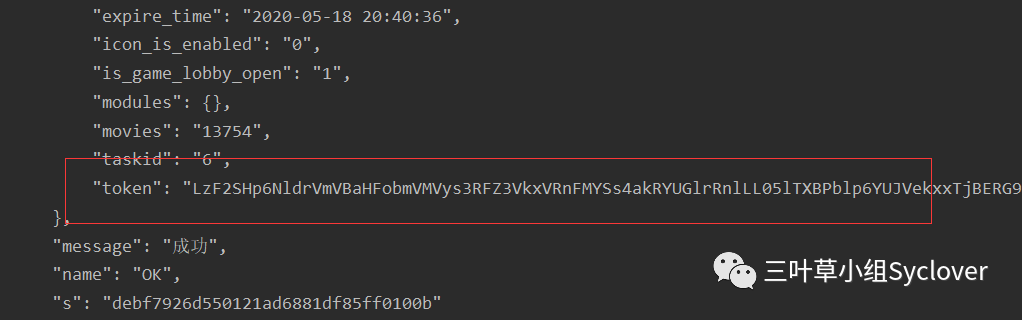 "expire_time": "2020-05-18 20:40:36",
"icon_is_enabled": "0",
"is_game_lobby_open": "1",
"modules": {},
"movies": "13754",
"taskid": "6",
"token": "LzF2SHp6NldrVmVBaHFobmVMVys3RFZ3VkxVRnFMYSs4akRYUGlrRnlLL05lTXBPblp6YUJVekxxTjBERG9
},
"message": "成功",
"name": "OK",
"s": "debf7926d550121ad6881df85ff0100b"
三叶草小组Syclover